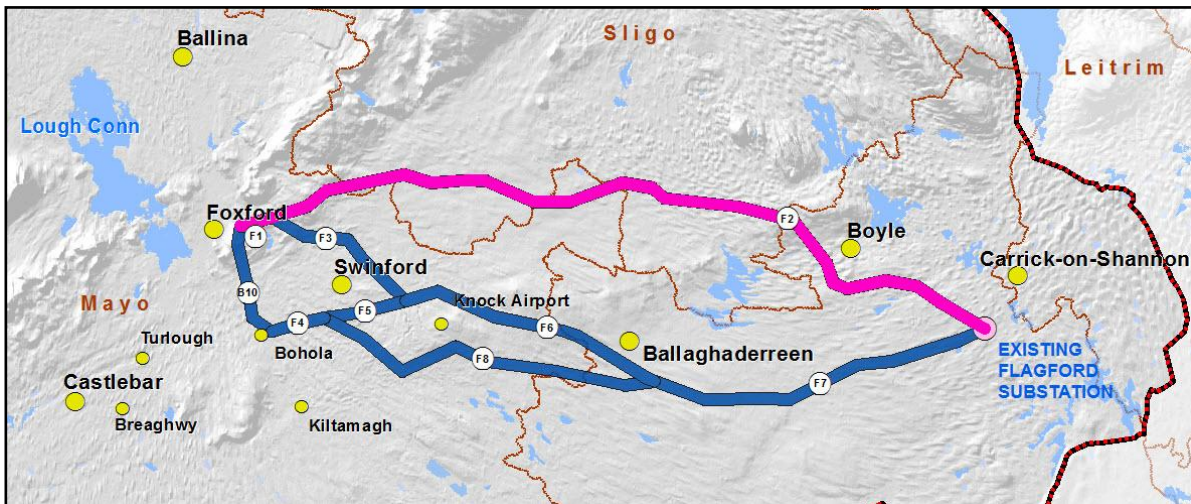 Sligo
Ballina
Leitrim
Lough Conn
Foxford
F1
F3
F2
Boyle
Carrick-on-Shannon
Swinford
B10
Mayo
Knock Airport
F4
F5
F6
Turlough
Bohola
Ballaghaderreen
EXISTING
FLAGFORD
SUBSTATION
F8
F7
Castlebar
Breaghwy
Kiltamagh